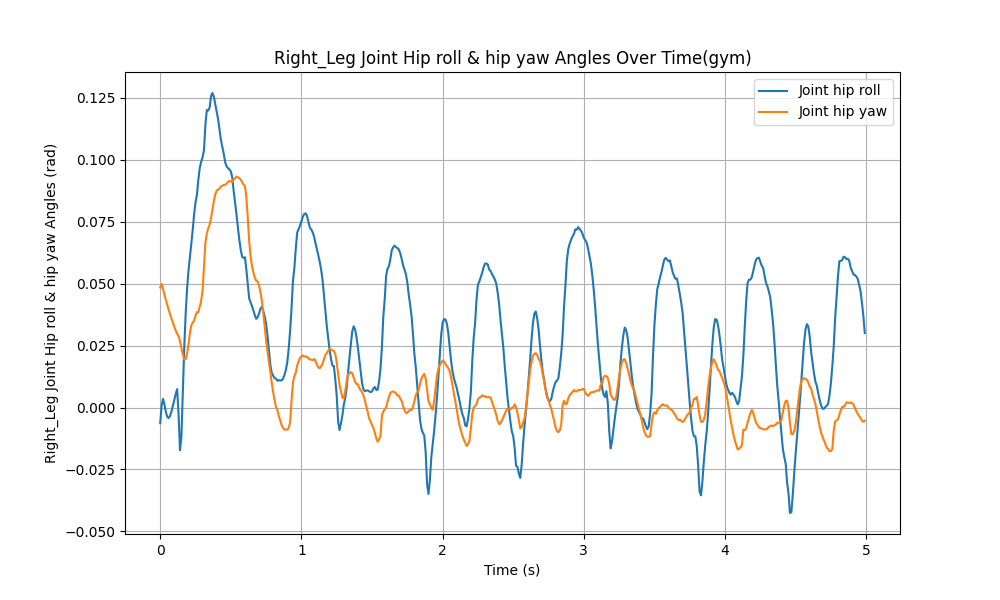 Right_Leg Joint Hip roll & hip yaw Angles Over Time(gym)
Joint hip roll
Joint hip yaw
Right_Leg Joint Hip roll & hip yaw Angles (rad)
0.125
0.100
0.075
0.050
0.025
0.000
−0.025
−0.050
0 1 2 3 4 5
Time (s)